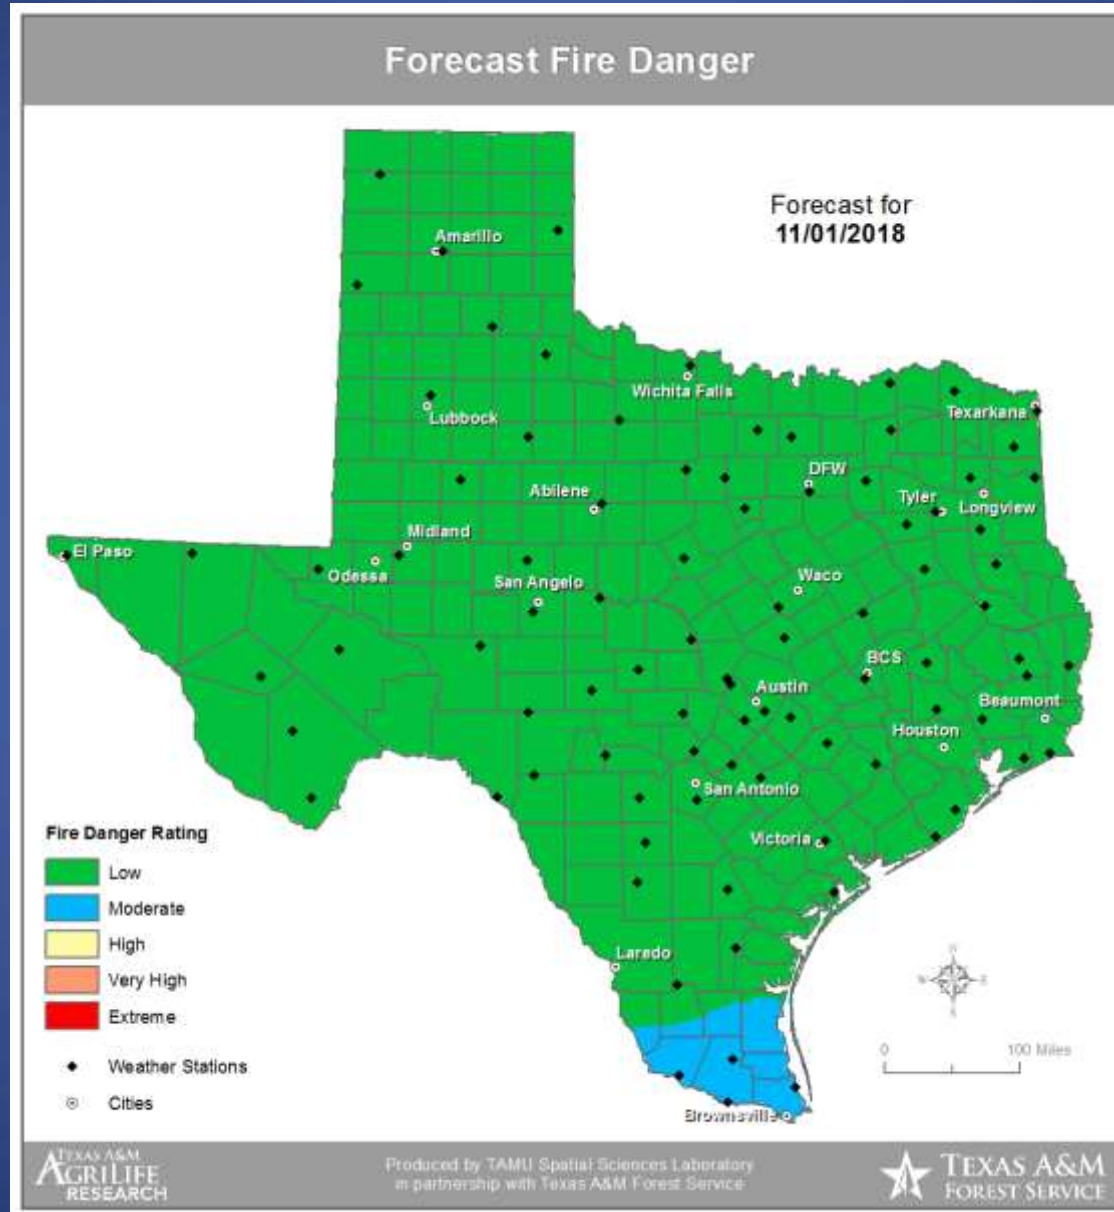 Forecast Fire Danger
Forecast for
11/01/2018
Amarillo
Wichita Falls
Lubbock
Texarkana
DFW
Abilene
Tyler
Longview
Midland
El Paso
Odessa
San Angelo
Waco
BCS
Austin
Beaumont
Houston
San Antonio
Victoria
Fire Danger Rating
Low
Moderate
High
Very High
Extreme
Laredo
N
W
E
S
0
100 Miles
Weather Stations
Cities
Brownsville
TEXAS A&M
AGRILIFE
RESEARCH
Produced by TAMU Spatial Sciences Laboratory
in partnership with Texas A&M Forest Service
TEXAS A&M
FOREST SERVICE